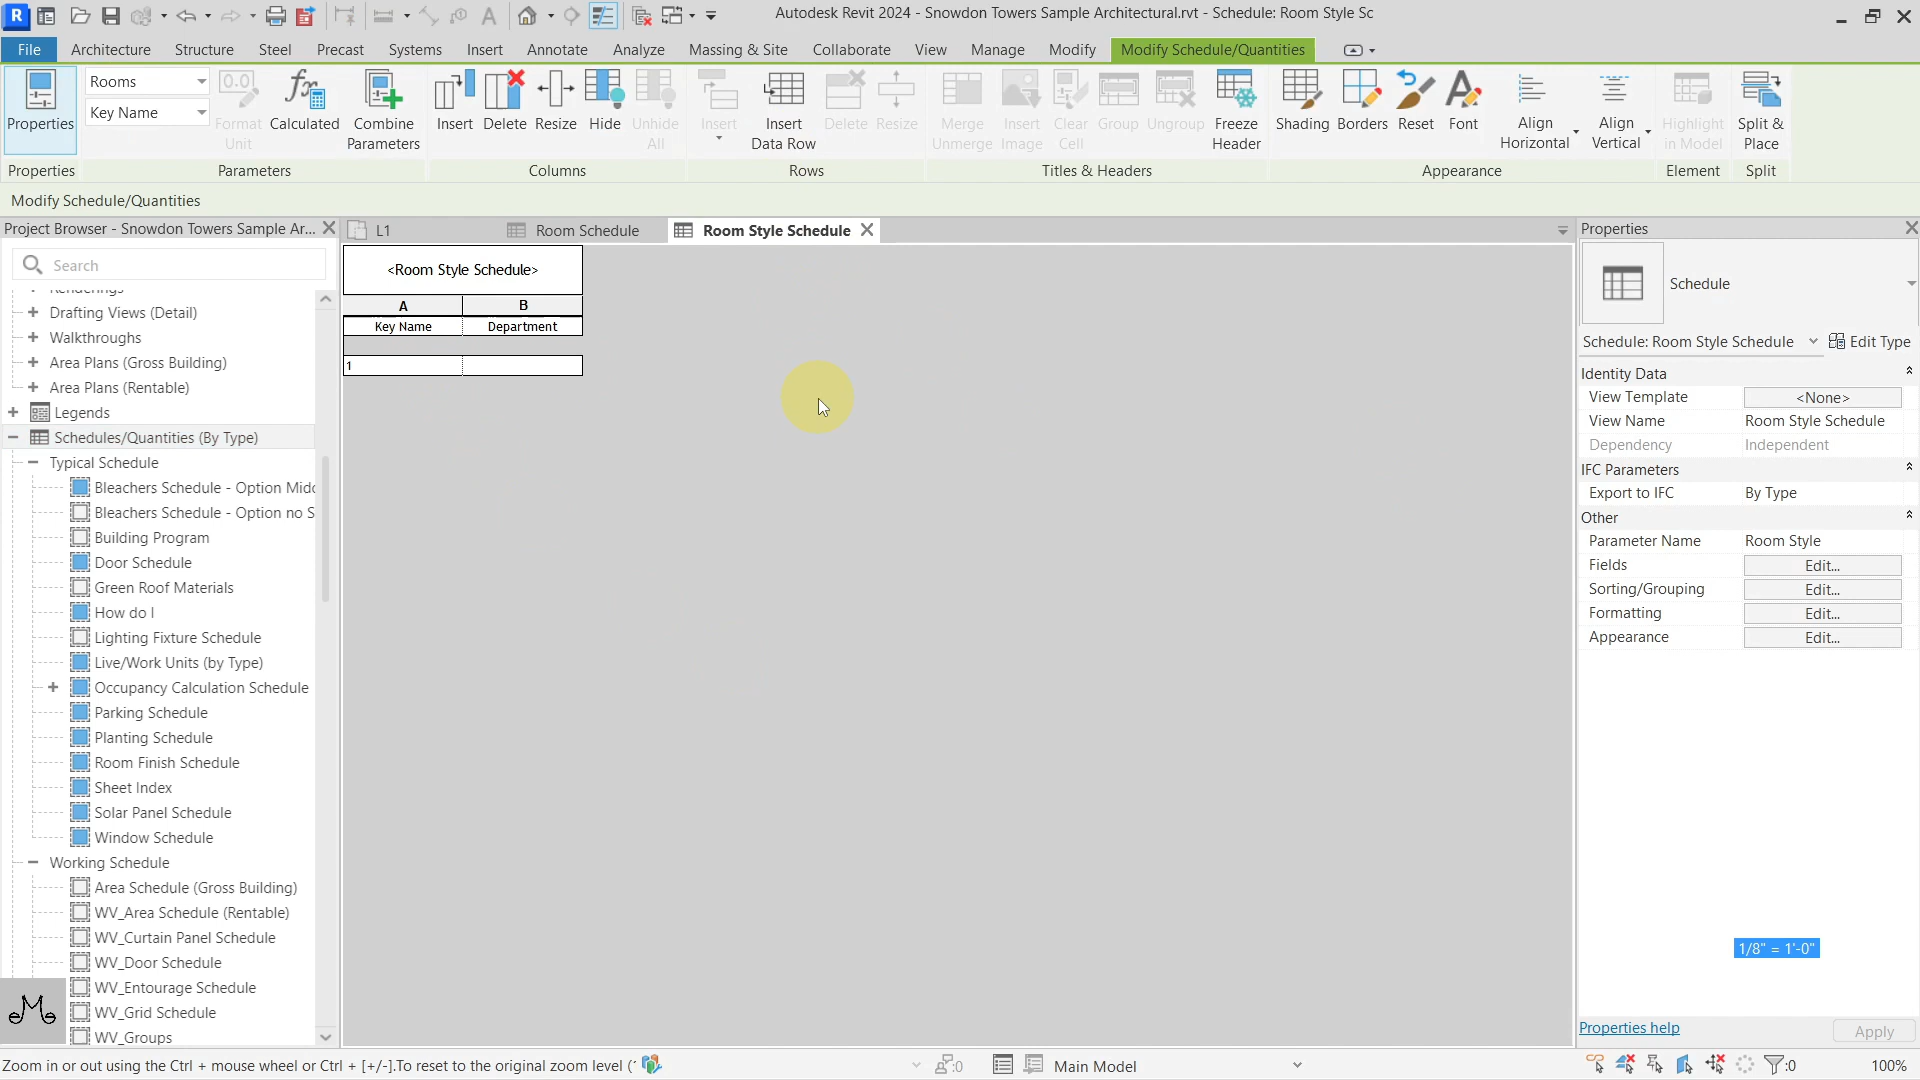 Autodesk Revit 2024 - Snowdon Towers Sample Architectural.rvt - Schedule: Room Style Sc
File Architecture Structure Steel Precast Systems Insert Annotate Analyze Massing & Site Collaborate View Manage Modify Modify Schedule/Quantities
Rooms
Key Name
Properties Format Unit Calculated Combine Parameters Insert Delete Resize Hide Unhide All Insert Insert Data Row Delete Resize Merge Unmerge Insert Image Clear Cell Group Ungroup Freeze Header Shading Borders Reset Font Align Horizontal Align Vertical Highlight in Model Split & Place
Properties Parameters Columns Rows Titles & Headers Appearance Element Split
Modify Schedule/Quantities
Project Browser - Snowdon Towers Sample Ar...
Search
Drafting Views (Detail)
Walkthroughs
Area Plans (Gross Building)
Area Plans (Rentable)
Legends
Schedules/Quantities (By Type)
Typical Schedule
Bleachers Schedule - Option Midd
Bleachers Schedule - Option no S
Building Program
Door Schedule
Green Roof Materials
How do I
Lighting Fixture Schedule
Live/Work Units (by Type)
Occupancy Calculation Schedule
Parking Schedule
Planting Schedule
Room Finish Schedule
Sheet Index
Solar Panel Schedule
Window Schedule
Working Schedule
Area Schedule (Gross Building)
WV_Area Schedule (Rentable)
WV_Curtain Panel Schedule
WV_Door Schedule
WV_Entourage Schedule
WV_Grid Schedule
WV_Groups
L1 Room Schedule Room Style Schedule
<Room Style Schedule>
A B
Key Name Department
1
Properties
Schedule
Schedule: Room Style Schedule Edit Type
Identity Data
View Template <None>
View Name Room Style Schedule
Dependency Independent
IFC Parameters
Export to IFC By Type
Other
Parameter Name Room Style
Fields Edit...
Sorting/Grouping Edit...
Formatting Edit...
Appearance Edit...
1/8" = 1'-0"
Properties help Apply
Zoom in or out using the Ctrl + mouse wheel or Ctrl + [+/-].To reset to the original zoom level (' :0 Main Model :0 100%